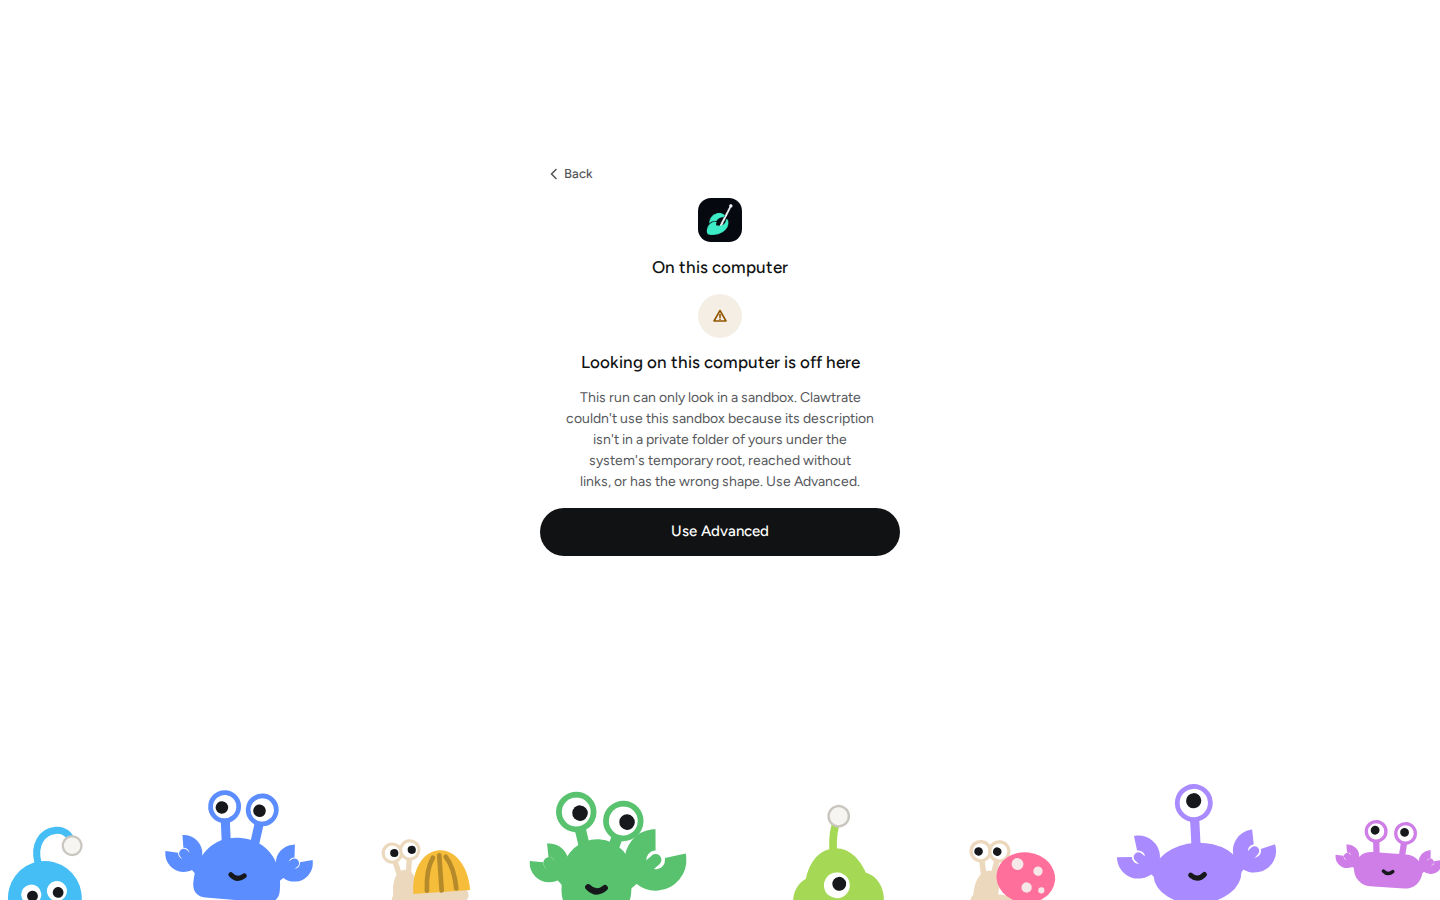 Back
On this computer
Looking on this computer is off here
This run can only look in a sandbox. Clawtrate
couldn't use this sandbox because its description
isn't in a private folder of yours under the
system's temporary root, reached without
links, or has the wrong shape. Use Advanced.
Use Advanced